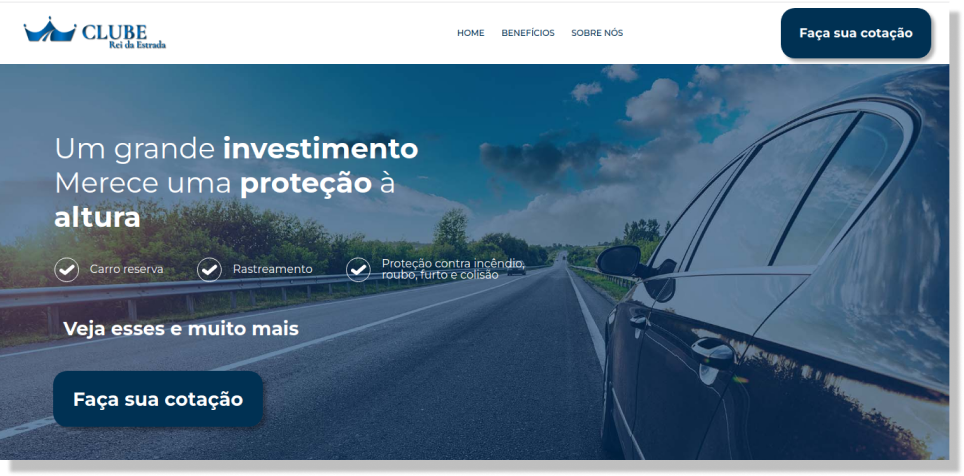 CLUBE
Rei da Estrada
HOME BENEFÍCIOS SOBRE NÓS
Faça sua cotação
Um grande investimento
Merece uma proteção à
altura
Carro reserva
Rastreamento
Proteção contra incêndio,
roubo, furto e colisão
Veja esses e muito mais
Faça sua cotação